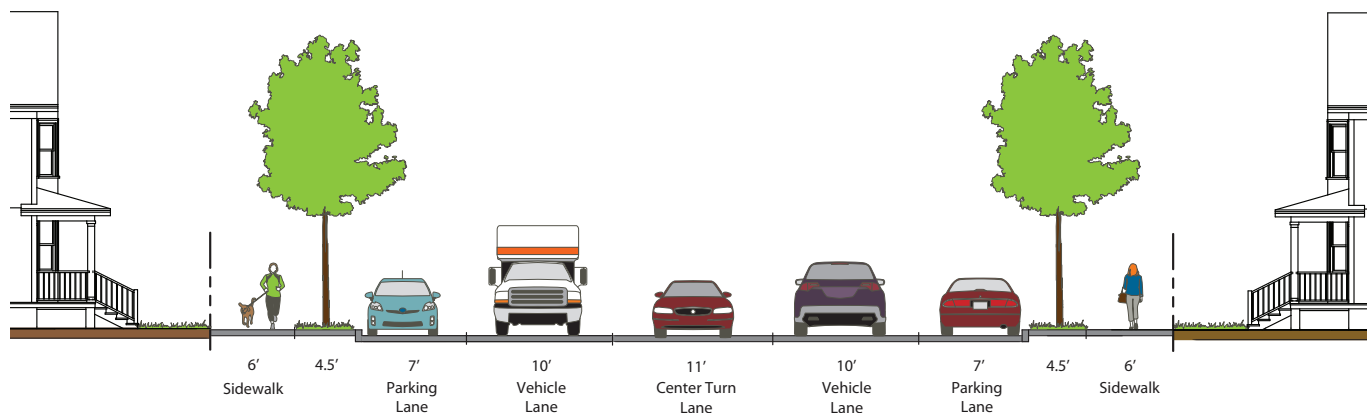 6’ 4.5’ 7’ 10’ 11’ 10’ 7’ 4.5’ 6’
Sidewalk Parking Vehicle Center Turn Vehicle Parking Sidewalk
Lane Lane Lane Lane Lane